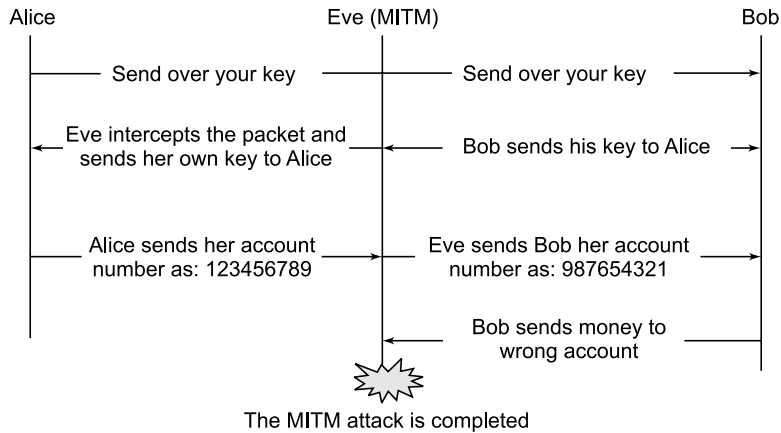 Alice
Eve (MITM)
Bob
Send over your key
Send over your key
Eve intercepts the packet and
sends her own key to Alice
Bob sends his key to Alice
Alice sends her account
number as: 123456789
Eve sends Bob her account
number as: 987654321
Bob sends money to
wrong account
The MITM attack is completed